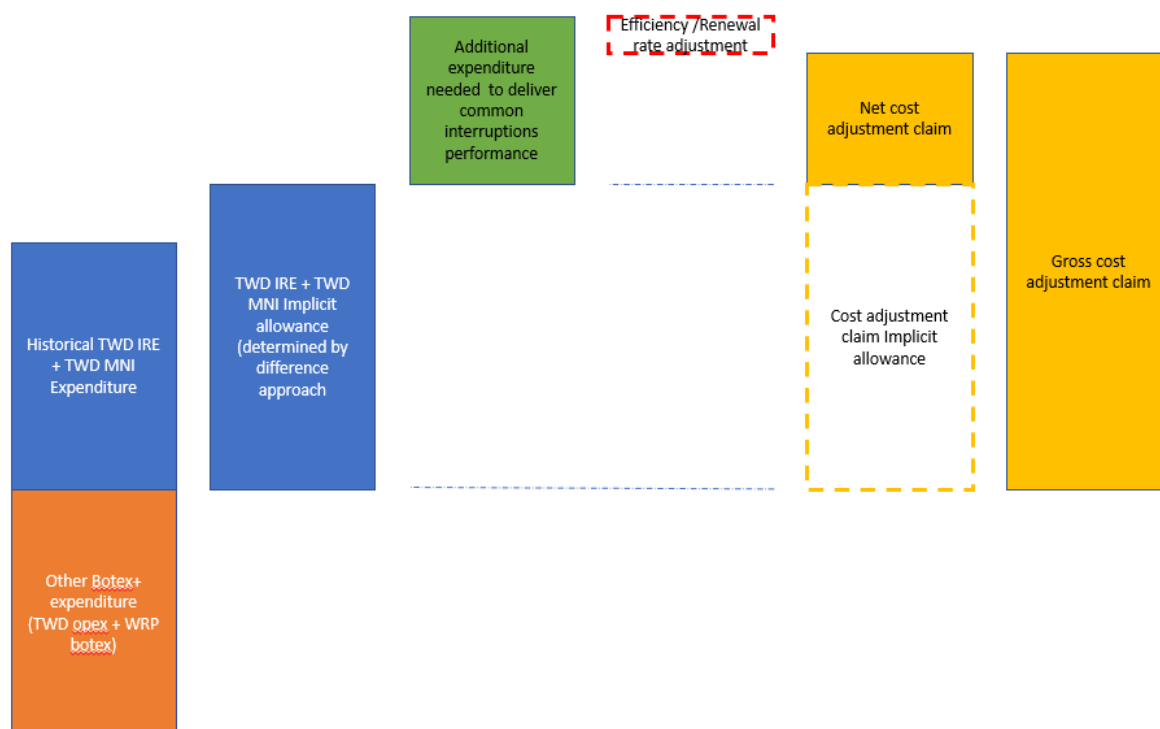 Historical TWD IRE
+ TWD MNI
Expenditure
Other Botex+
expenditure
(TWD opex + WRP
botex)
TWD IRE + TWD
MNI Implicit
allowance
(determined by
difference
approach
Additional
expenditure
needed to deliver
common
interruptions
performance
Efficiency /Renewal
rate adjustment
Net cost
adjustment claim
Cost adjustment
claim Implicit
allowance
Gross cost
adjustment claim